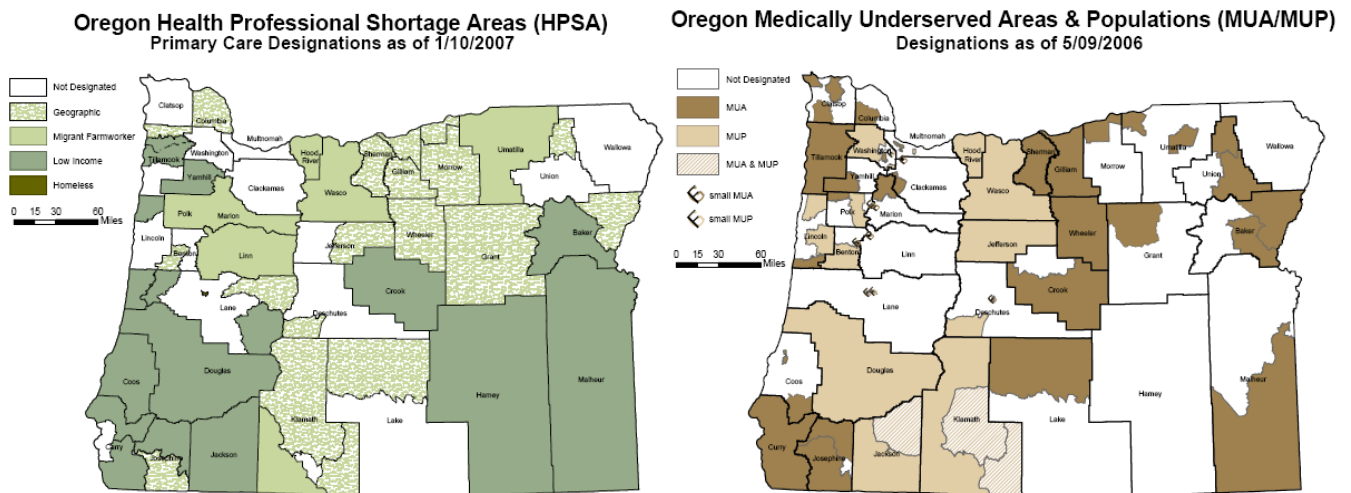 Oregon Health Professional Shortage Areas (HPSA)
Primary Care Designations as of 1/10/2007
Not Designated
Geographic
Migrant Farmworker
Low Income
Homeless
0 15 30 60
Miles
Clatsop
Columbia
Multnomah
Tillamook
Washington
Hood
River
Sherman
Umatilla
Wallowa
Yamhill
Clackamas
Wasco
Gilliam
Morrow
Union
Polk
Marion
Lincoln
Benton
Linn
Jefferson
Wheeler
Grant
Baker
Crook
Lane
Deschutes
Coos
Douglas
Harney
Malheur
Klamath
Lake
Curry
Josephine
Jackson
Oregon Medically Underserved Areas & Populations (MUA/MUP)
Designations as of 5/09/2006
Not Designated
MUA
MUP
MUA & MUP
small MUA
small MUP
0 15 30 60
Miles
Clatsop
Columbia
Multnomah
Tillamook
Washington
Hood
River
Sherman
Umatilla
Wallowa
Yamhill
Clackamas
Wasco
Gilliam
Morrow
Union
Polk
Marion
Lincoln
Benton
Linn
Jefferson
Wheeler
Grant
Baker
Crook
Lane
Deschutes
Coos
Douglas
Harney
Malheur
Klamath
Lake
Curry
Josephine
Jackson